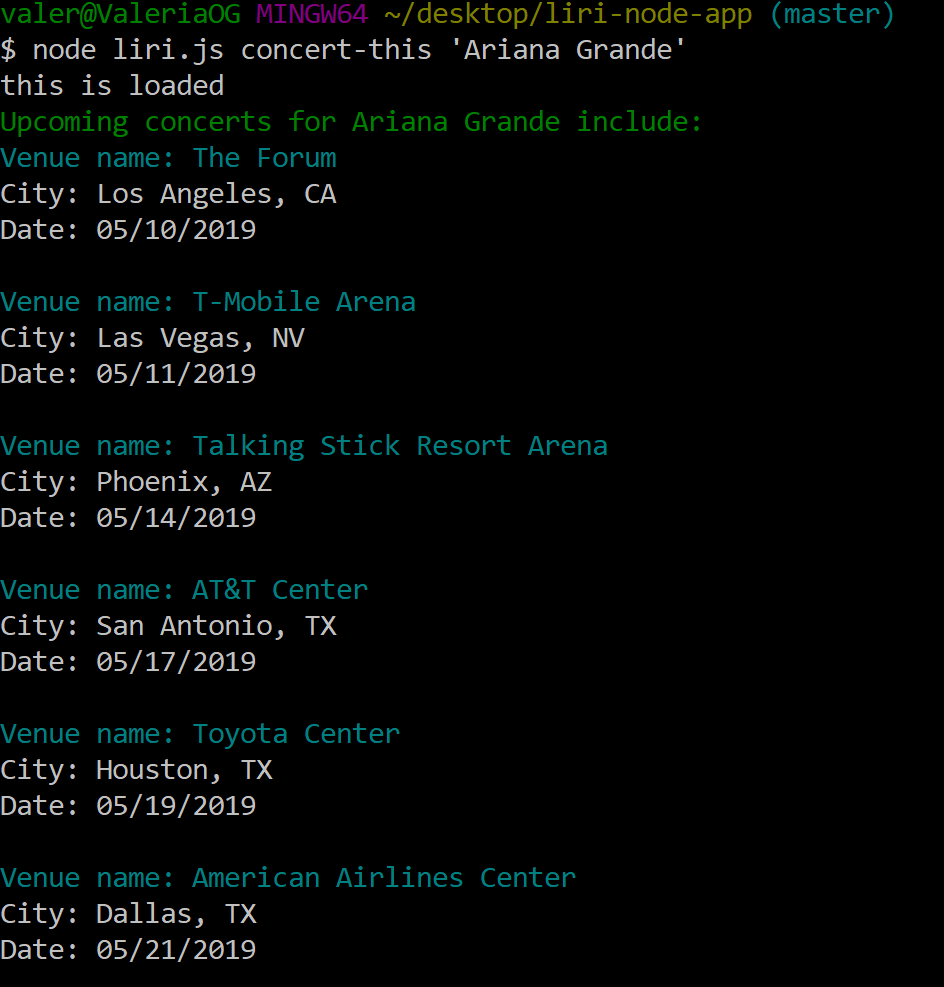 valer@ValeriaOG MINGW64 ~/desktop/liri-node-app (master)
$ node liri.js concert-this 'Ariana Grande'
this is loaded
Upcoming concerts for Ariana Grande include:
Venue name: The Forum
City: Los Angeles, CA
Date: 05/10/2019
Venue name: T-Mobile Arena
City: Las Vegas, NV
Date: 05/11/2019
Venue name: Talking Stick Resort Arena
City: Phoenix, AZ
Date: 05/14/2019
Venue name: AT&T Center
City: San Antonio, TX
Date: 05/17/2019
Venue name: Toyota Center
City: Houston, TX
Date: 05/19/2019
Venue name: American Airlines Center
City: Dallas, TX
Date: 05/21/2019